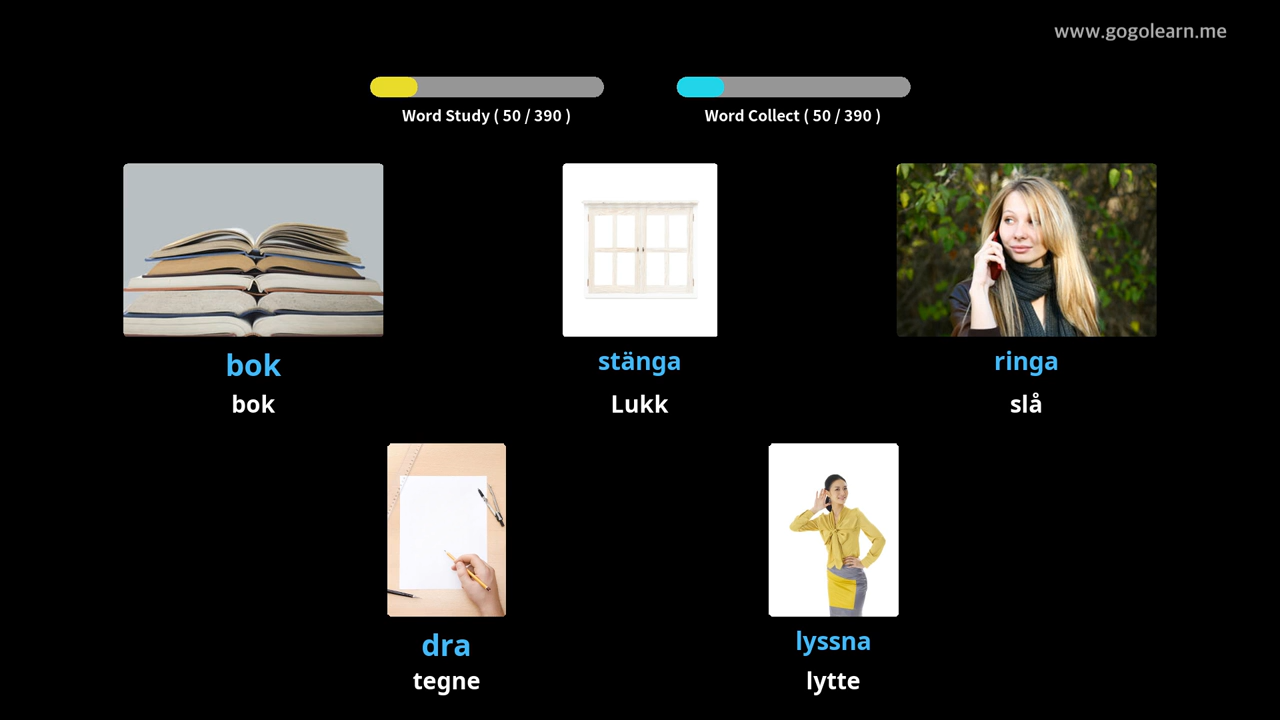 www.gogolearn.me
Word Study ( 50 / 390 )
Word Collect ( 50 / 390 )
bok
bok
stänga
Lukk
ringa
slå
dra
tegne
lyssna
lytte